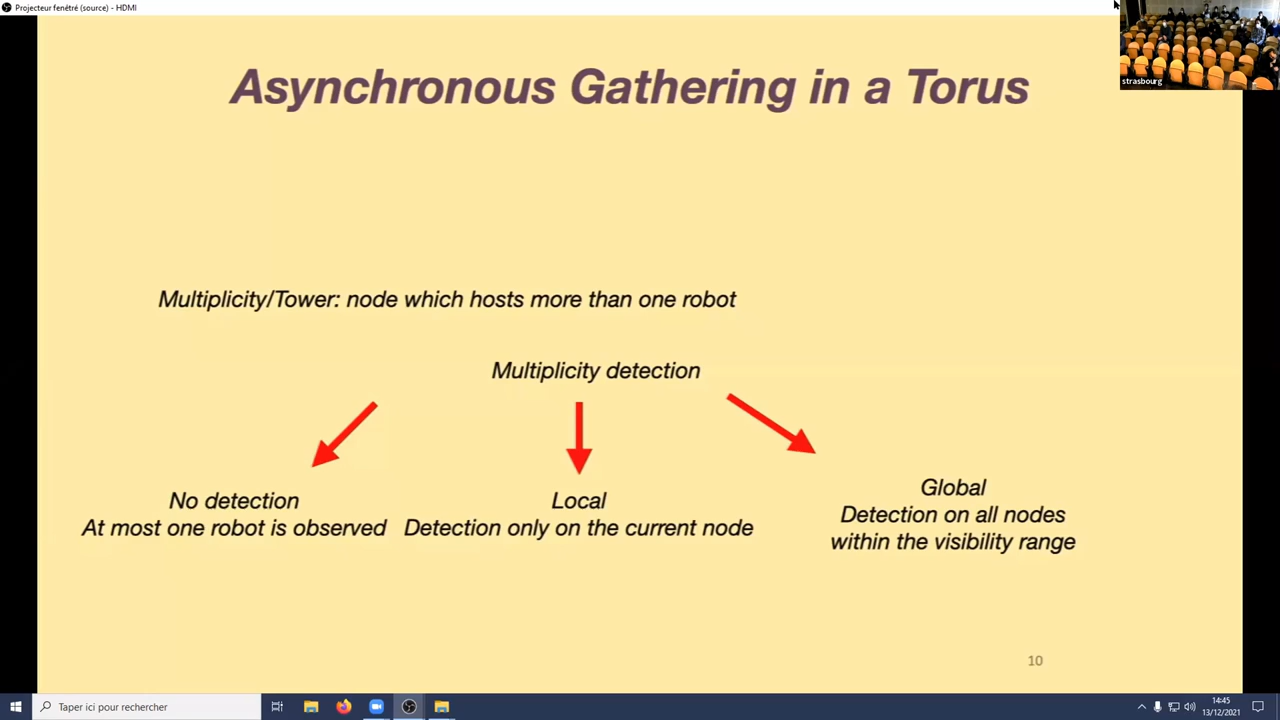 Projecteur fenêtré (source) - HDMI
strasbourg
Asynchronous Gathering in a Torus
Multiplicity/Tower: node which hosts more than one robot
Multiplicity detection
No detection
At most one robot is observed
Local
Detection only on the current node
Global
Detection on all nodes
within the visibility range
10
Taper ici pour rechercher
14:45
13/12/2021